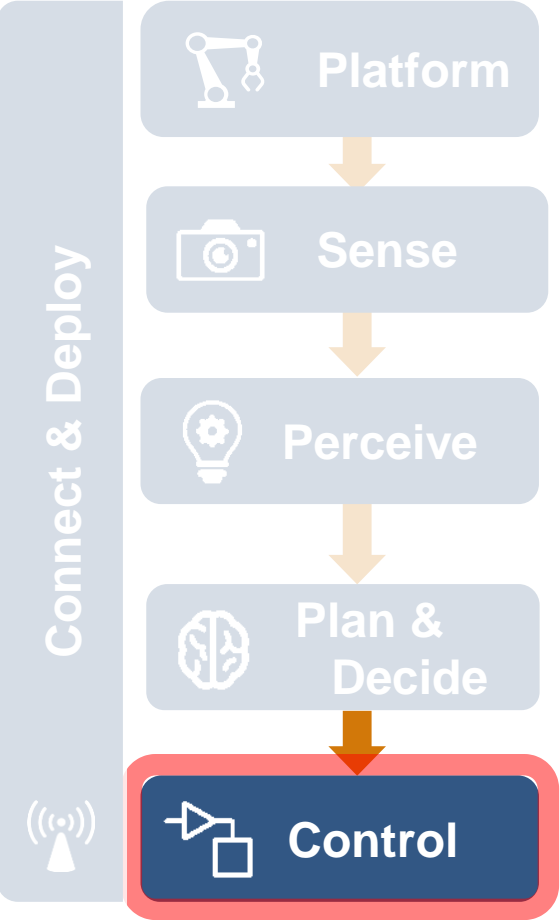 Platform
Sense
Connect & Deploy
Perceive
Plan &
Decide
Control